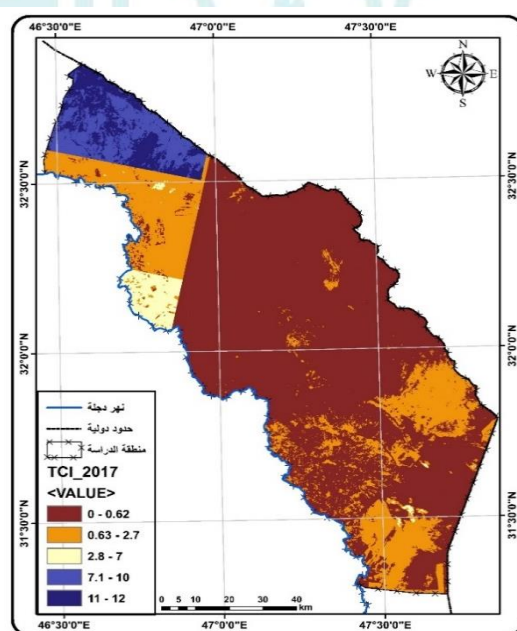 46°30'0"E 47°0'0"E 47°30'0"E
N
W E
S
32°30'0"N 32°30'0"N
32°0'0"N 32°0'0"N
31°30'0"N 31°30'0"N
نهر دجلة
حدود دولية
منطقة الدراسة
TCI_2017
<VALUE>
0 - 0.62
0.63 - 2.7
2.8 - 7
7.1 - 10
11 - 12
0 5 10 20 30 40
km
46°30'0"E 47°0'0"E 47°30'0"E